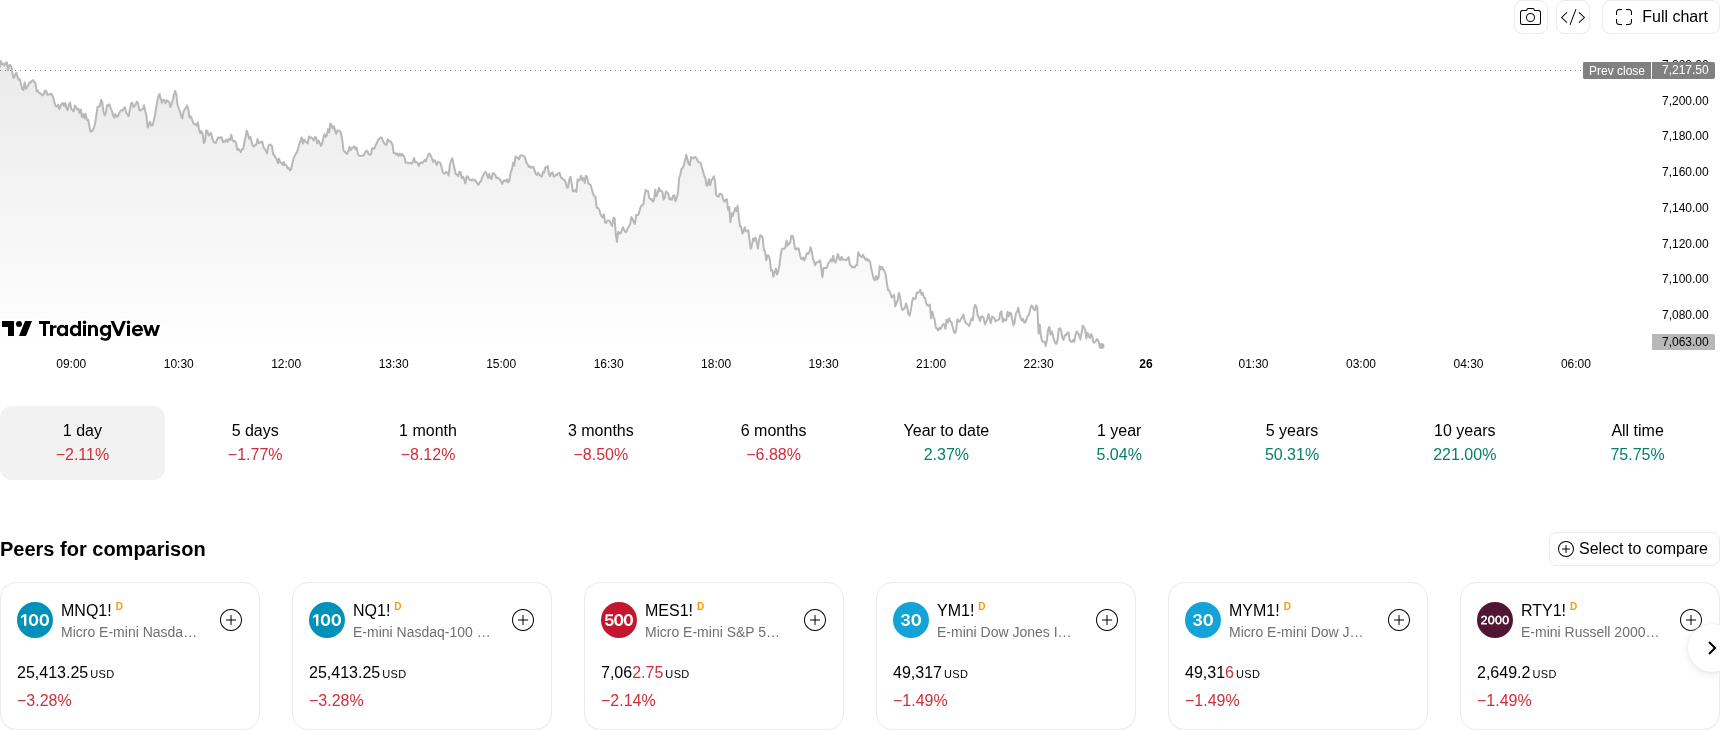 Full chart
Prev close 7,217.50
7,200.00
7,180.00
7,160.00
7,140.00
7,120.00
7,100.00
7,080.00
7,063.00
TradingView
09:00 10:30 12:00 13:30 15:00 16:30 18:00 19:30 21:00 22:30 26 01:30 03:00 04:30 06:00
1 day 5 days 1 month 3 months 6 months Year to date 1 year 5 years 10 years All time
−2.11% −1.77% −8.12% −8.50% −6.88% 2.37% 5.04% 50.31% 221.00% 75.75%
Peers for comparison
Select to compare
100 MNQ1! D
Micro E-mini Nasda…
25,413.25 USD
−3.28%
100 NQ1! D
E-mini Nasdaq-100 …
25,413.25 USD
−3.28%
500 MES1! D
Micro E-mini S&P 5…
7,062.75 USD
−2.14%
30 YM1! D
E-mini Dow Jones I…
49,317 USD
−1.49%
30 MYM1! D
Micro E-mini Dow J…
49,316 USD
−1.49%
2000 RTY1! D
E-mini Russell 2000…
2,649.2 USD
−1.49%